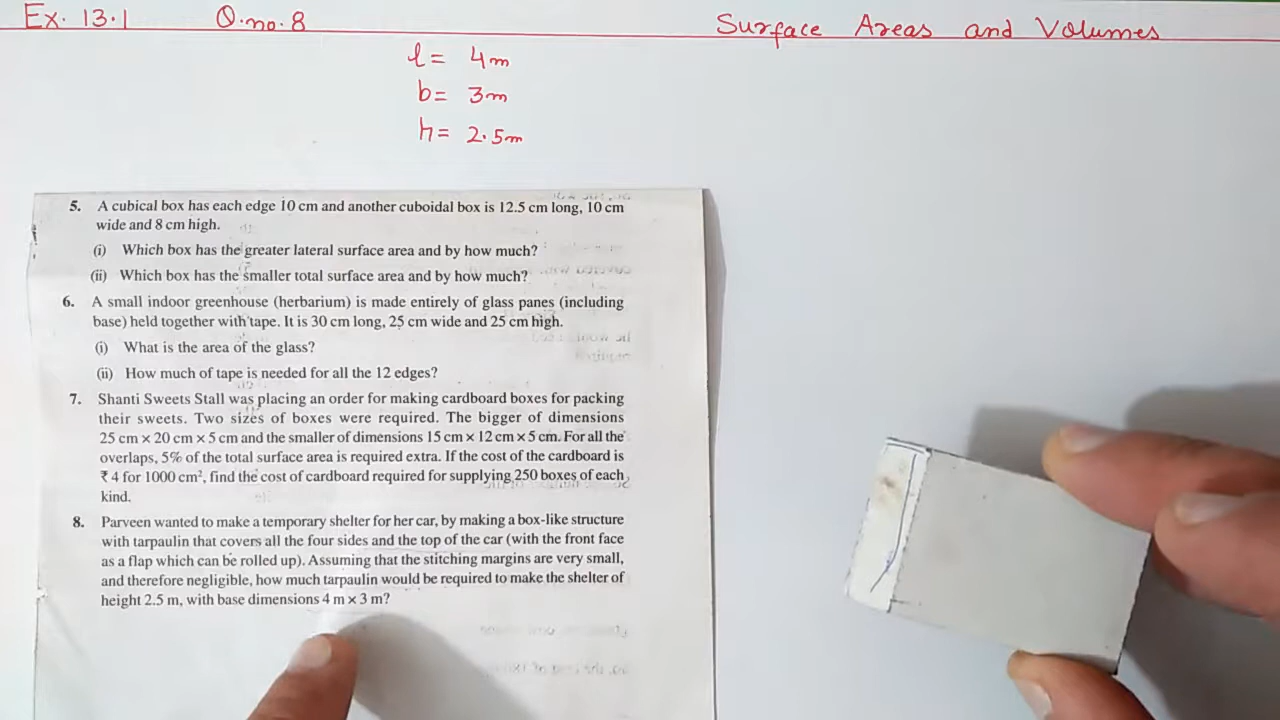 Ex. 13.1 Q.no.8 Surface Areas and Volumes
l = 4m
b = 3m
h = 2.5m
5. A cubical box has each edge 10 cm and another cuboidal box is 12.5 cm long, 10 cm
wide and 8 cm high.
(i) Which box has the greater lateral surface area and by how much?
(ii) Which box has the smaller total surface area and by how much?
6. A small indoor greenhouse (herbarium) is made entirely of glass panes (including
base) held together with tape. It is 30 cm long, 25 cm wide and 25 cm high.
(i) What is the area of the glass?
(ii) How much of tape is needed for all the 12 edges?
7. Shanti Sweets Stall was placing an order for making cardboard boxes for packing
their sweets. Two sizes of boxes were required. The bigger of dimensions
25 cm × 20 cm × 5 cm and the smaller of dimensions 15 cm × 12 cm × 5 cm. For all the
overlaps, 5% of the total surface area is required extra. If the cost of the cardboard is
₹ 4 for 1000 cm², find the cost of cardboard required for supplying 250 boxes of each
kind.
8. Parveen wanted to make a temporary shelter for her car, by making a box-like structure
with tarpaulin that covers all the four sides and the top of the car (with the front face
as a flap which can be rolled up). Assuming that the stitching margins are very small,
and therefore negligible, how much tarpaulin would be required to make the shelter of
height 2.5 m, with base dimensions 4 m × 3 m?